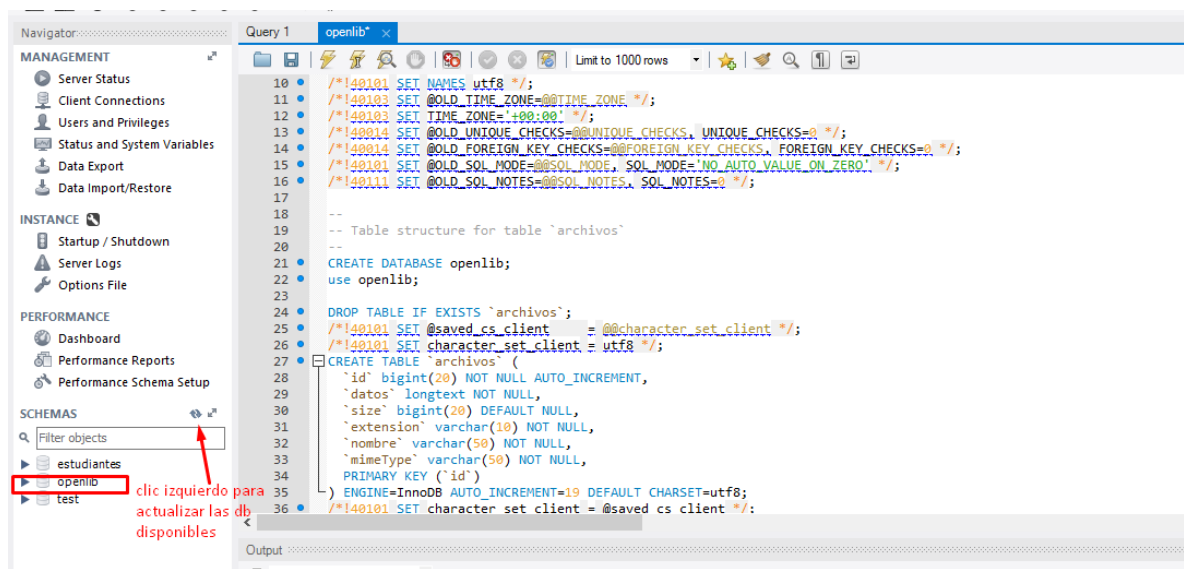 Navigator
MANAGEMENT
Server Status
Client Connections
Users and Privileges
Status and System Variables
Data Export
Data Import/Restore
INSTANCE
Startup / Shutdown
Server Logs
Options File
PERFORMANCE
Dashboard
Performance Reports
Performance Schema Setup
SCHEMAS
Filter objects
estudiantes
openlib
test
clic izquierdo para
actualizar las db
disponibles
Query 1
openlib*
Limit to 1000 rows
10 /*!40101 SET NAMES utf8 */;
11 /*!40103 SET @OLD_TIME_ZONE=@@TIME_ZONE */;
12 /*!40103 SET TIME_ZONE='+00:00' */;
13 /*!40014 SET @OLD_UNIQUE_CHECKS=@@UNIQUE_CHECKS, UNIQUE_CHECKS=0 */;
14 /*!40014 SET @OLD_FOREIGN_KEY_CHECKS=@@FOREIGN_KEY_CHECKS, FOREIGN_KEY_CHECKS=0 */;
15 /*!40101 SET @OLD_SQL_MODE=@@SQL_MODE, SQL_MODE='NO_AUTO_VALUE_ON_ZERO' */;
16 /*!40111 SET @OLD_SQL_NOTES=@@SQL_NOTES, SQL_NOTES=0 */;
17
18 --
19 -- Table structure for table `archivos`
20 --
21 CREATE DATABASE openlib;
22 use openlib;
23
24 DROP TABLE IF EXISTS `archivos`;
25 /*!40101 SET @saved_cs_client     = @@character_set_client */;
26 /*!40101 SET character_set_client = utf8 */;
27 CREATE TABLE `archivos` (
28 `id` bigint(20) NOT NULL AUTO_INCREMENT,
29 `datos` longtext NOT NULL,
30 `size` bigint(20) DEFAULT NULL,
31 `extension` varchar(10) NOT NULL,
32 `nombre` varchar(50) NOT NULL,
33 `mimeType` varchar(50) NOT NULL,
34 PRIMARY KEY (`id`)
35 ) ENGINE=InnoDB AUTO_INCREMENT=19 DEFAULT CHARSET=utf8;
36 /*!40101 SET character_set_client = @saved_cs_client */;
Output